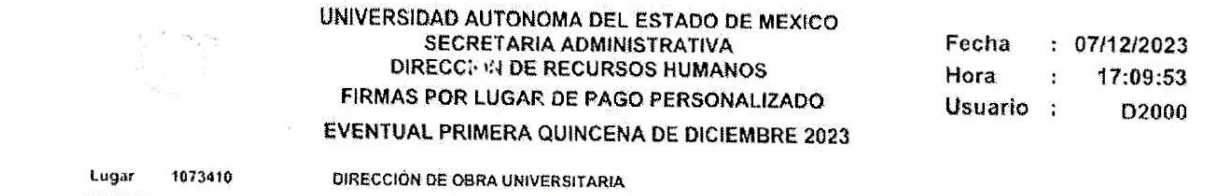 UNIVERSIDAD AUTONOMA DEL ESTADO DE MEXICO
SECRETARIA ADMINISTRATIVA
DE RECURSOS HUMANOS
FIRMAS POR LUGAR DE PAGO PERSONALIZADO
EVENTUAL PRIMERA QUINCENA DE DICIEMBRE 2023
Fecha : 07/12/2023
Hora : 17:09:53
Usuario : D2000
Lugar 1073410 DIRECCIÓN DE OBRA UNIVERSITARIA